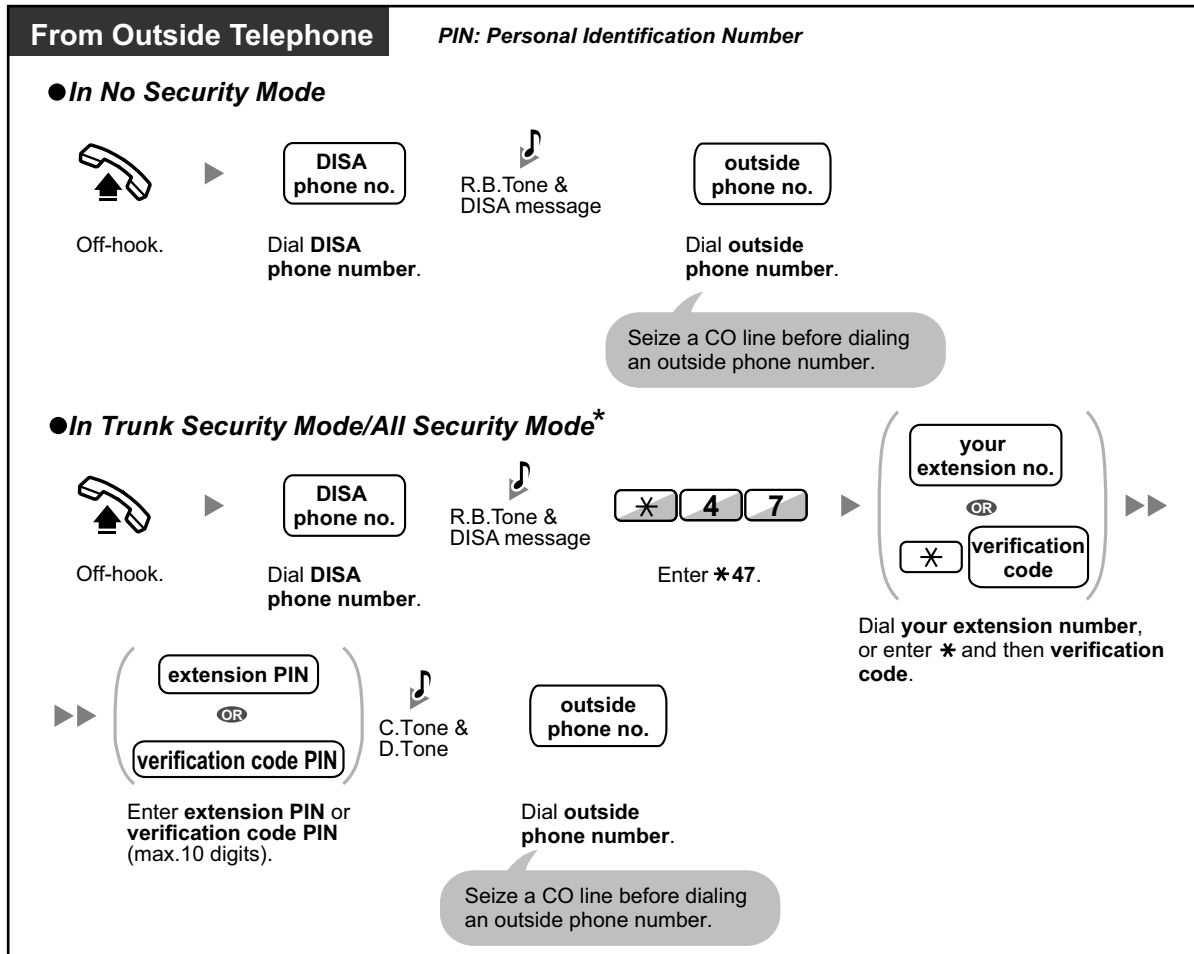 From Outside Telephone
PIN: Personal Identification Number
●In No Security Mode
DISA
phone no.
R.B.Tone &
DISA message
outside
phone no.
Off-hook.
Dial DISA
phone number.
Dial outside
phone number.
Seize a CO line before dialing
an outside phone number.
●In Trunk Security Mode/All Security Mode*
DISA
phone no.
R.B.Tone &
DISA message
* 4 7
your
extension no.
OR
* verification
code
Off-hook.
Dial DISA
phone number.
Enter *47.
Dial your extension number,
or enter * and then verification
code.
extension PIN
OR
verification code PIN
C.Tone &
D.Tone
outside
phone no.
Enter extension PIN or
verification code PIN
(max.10 digits).
Dial outside
phone number.
Seize a CO line before dialing
an outside phone number.